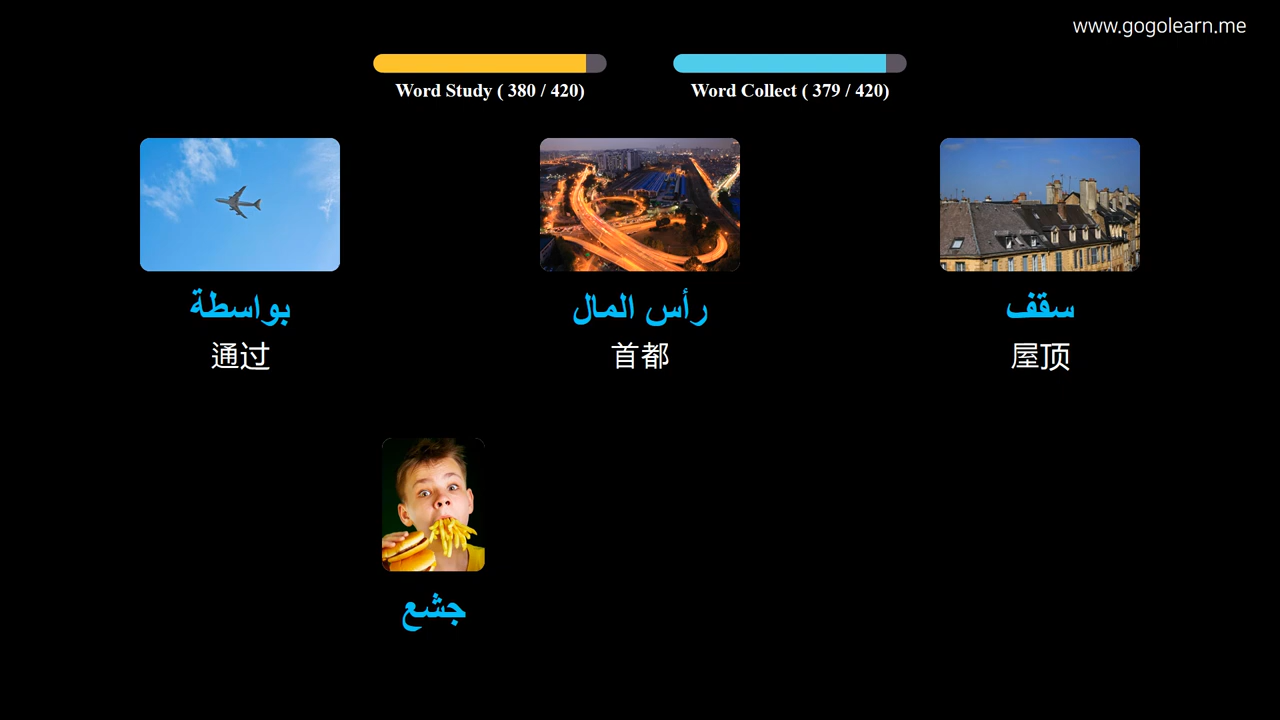 www.gogolearn.me
Word Study ( 380 / 420)
Word Collect ( 379 / 420)
بواسطة
通过
رأس المال
首都
سقف
屋顶
جشع